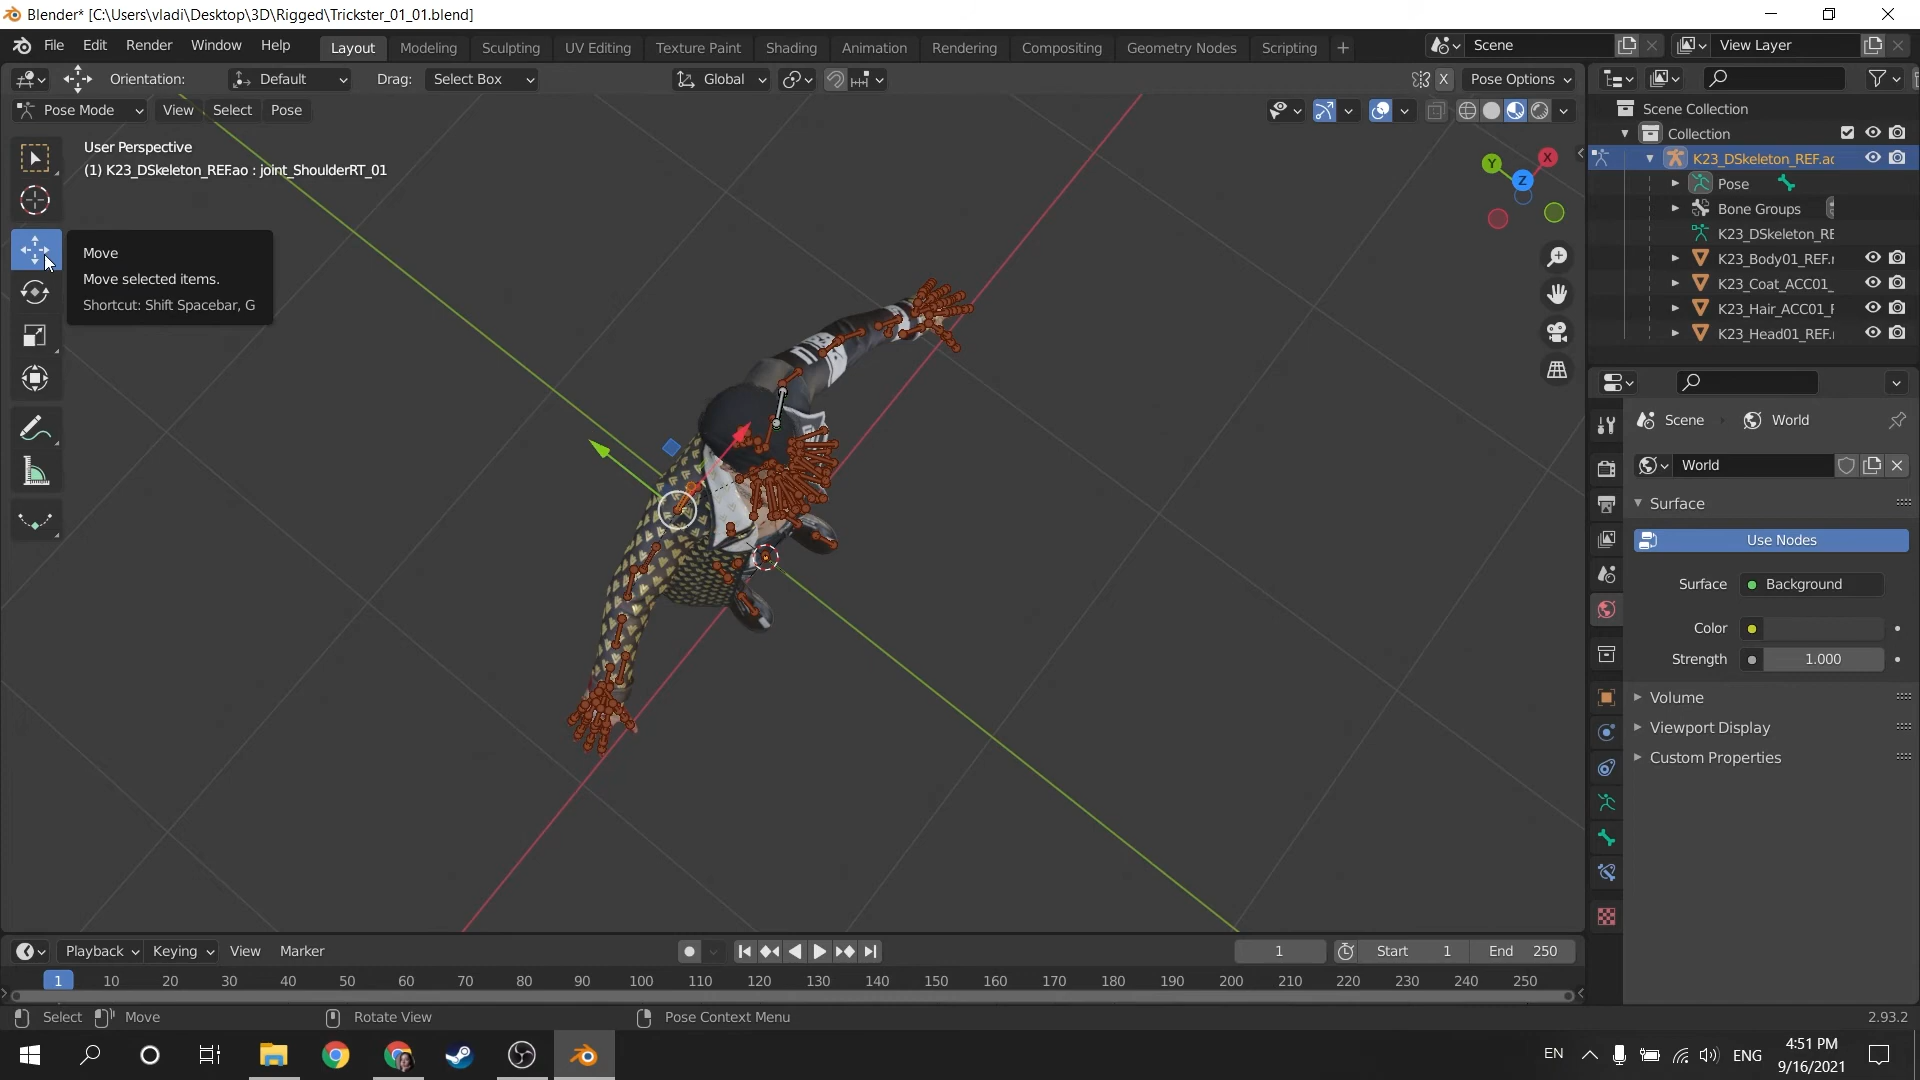 Blender* [C:\Users\vladi\Desktop\3D\Rigged\Trickster_01_01.blend]
File Edit Render Window Help
Layout Modeling Sculpting UV Editing Texture Paint Shading Animation Rendering Compositing Geometry Nodes Scripting
Scene
View Layer
Orientation: Default Drag: Select Box
Global
X Pose Options
Pose Mode View Select Pose
User Perspective
(1) K23_DSkeleton_REF.ao : joint_ShoulderRT_01
Move
Move selected items.
Shortcut: Shift Spacebar, G
Y X
Z
Scene Collection
Collection
K23_DSkeleton_REF.ao
Pose
Bone Groups
K23_DSkeleton_RE
K23_Body01_REF.
K23_Coat_ACC01_
K23_Hair_ACC01_
K23_Head01_REF.
Scene World
World
Surface
Use Nodes
Surface Background
Color
Strength 1.000
Volume
Viewport Display
Custom Properties
Playback Keying View Marker
1 Start 1 End 250
1 10 20 30 40 50 60 70 80 90 100 110 120 130 140 150 160 170 180 190 200 210 220 230 240 250
Select Move Rotate View Pose Context Menu 2.93.2
EN ENG
4:51 PM
9/16/2021